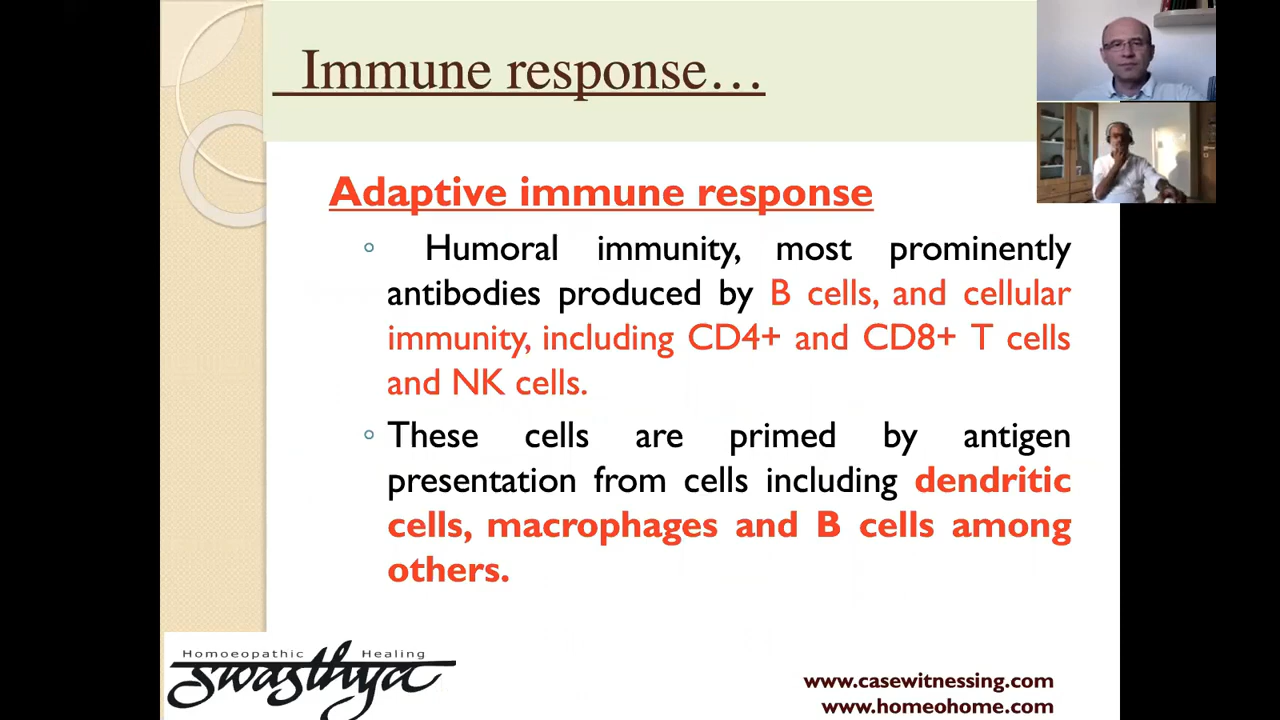 Immune response…
Adaptive immune response
Humoral immunity, most prominently
antibodies produced by B cells, and cellular
immunity, including CD4+ and CD8+ T cells
and NK cells.
These cells are primed by antigen
presentation from cells including dendritic
cells, macrophages and B cells among
others.
Homoeopathic Healing
swasthya
www.casewitnessing.com
www.homeohome.com